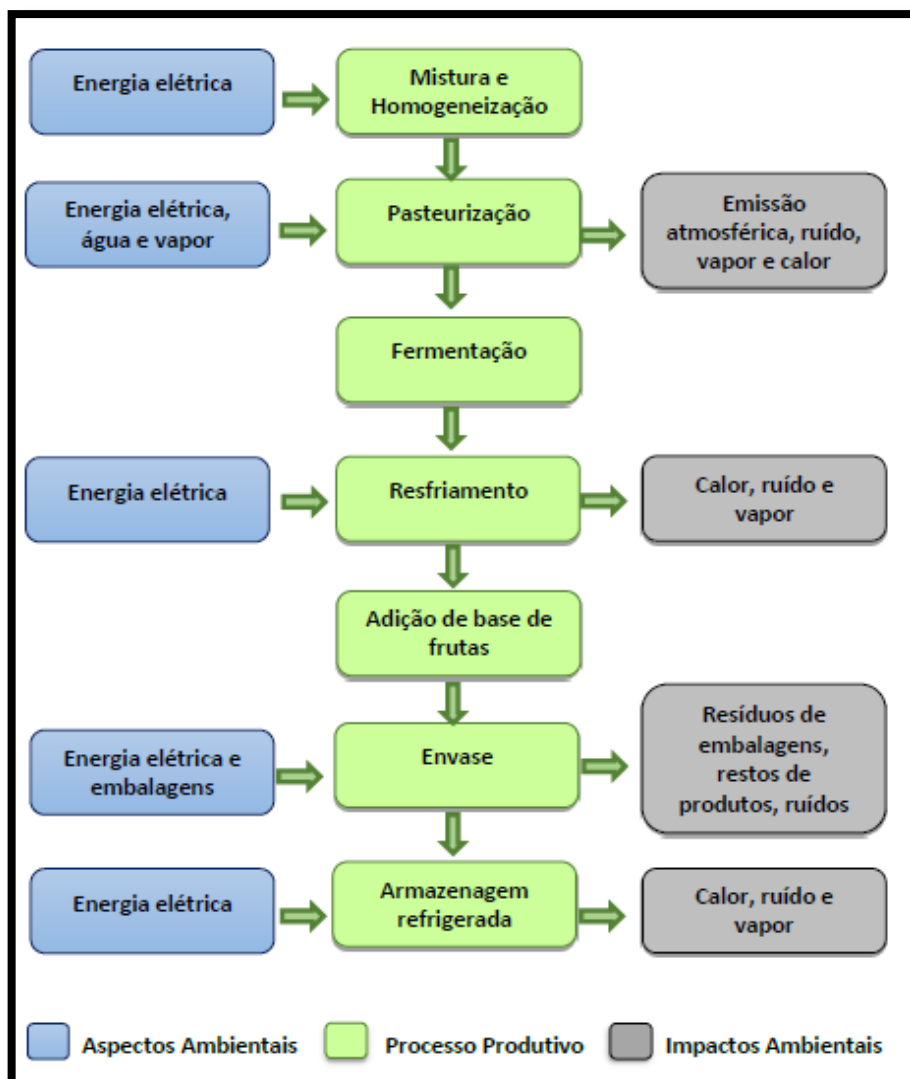 Energia elétrica
Mistura e
Homogeneização
Energia elétrica,
água e vapor
Pasteurização
Emissão
atmosférica, ruído,
vapor e calor
Fermentação
Energia elétrica
Resfriamento
Calor, ruído e
vapor
Adição de base de
frutas
Energia elétrica e
embalagens
Envase
Resíduos de
embalagens,
restos de
produtos, ruídos
Energia elétrica
Armazenagem
refrigerada
Calor, ruído e
vapor
Aspectos Ambientais
Processo Produtivo
Impactos Ambientais